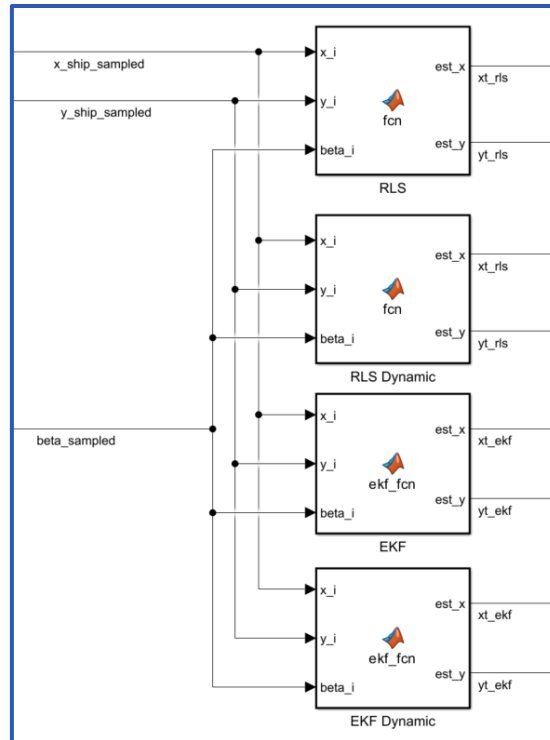 x_ship_sampled
y_ship_sampled
beta_sampled
x_i
y_i
beta_i
fcn
est_x
est_y
RLS
xt_rls
yt_rls
x_i
y_i
beta_i
fcn
est_x
est_y
RLS Dynamic
xt_rls
yt_rls
x_i
y_i
beta_i
ekf_fcn
est_x
est_y
EKF
xt_ekf
yt_ekf
x_i
y_i
beta_i
ekf_fcn
est_x
est_y
EKF Dynamic
xt_ekf
yt_ekf